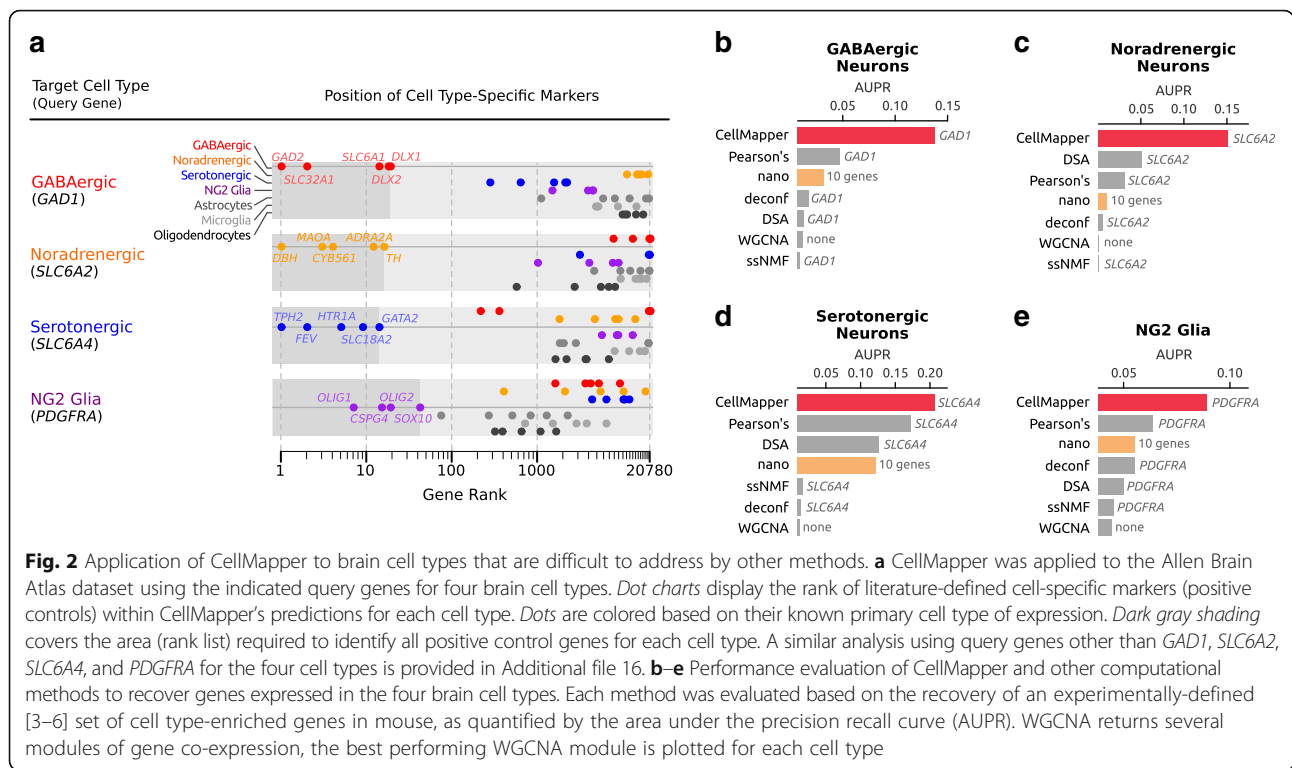 a
Target Cell Type
(Query Gene)
Position of Cell Type-Specific Markers
GABAergic
Noradrenergic
Serotonergic
NG2 Glia
Astrocytes
Microglia
Oligodendrocytes
GABAergic
(GAD1)
GAD2
SLC32A1
SLC6A1
DLX1
DLX2
Noradrenergic
(SLC6A2)
MAOA
ADRA2A
DBH
CYB561
TH
Serotonergic
(SLC6A4)
TPH2
HTR1A
GATA2
FEV
SLC18A2
NG2 Glia
(PDGFRA)
OLIG1
OLIG2
CSPG4
SOX10
1 10 100 1000 20780
Gene Rank
b
GABAergic
Neurons
AUPR
0.05 0.10 0.15
CellMapper GAD1
Pearson's GAD1
nano 10 genes
deconf GAD1
DSA GAD1
WGCNA none
ssNMF GAD1
c
Noradrenergic
Neurons
AUPR
0.05 0.10 0.15
CellMapper SLC6A2
DSA SLC6A2
Pearson's SLC6A2
nano 10 genes
deconf SLC6A2
WGCNA none
ssNMF SLC6A2
d
Serotonergic
Neurons
AUPR
0.05 0.10 0.15 0.20
CellMapper SLC6A4
Pearson's SLC6A4
DSA SLC6A4
nano 10 genes
ssNMF SLC6A4
deconf SLC6A4
WGCNA none
e
NG2 Glia
AUPR
0.05 0.10
CellMapper PDGFRA
Pearson's PDGFRA
nano 10 genes
deconf PDGFRA
DSA PDGFRA
ssNMF PDGFRA
WGCNA none
Fig. 2 Application of CellMapper to brain cell types that are difficult to address by other methods. a CellMapper was applied to the Allen Brain
Atlas dataset using the indicated query genes for four brain cell types. Dot charts display the rank of literature-defined cell-specific markers (positive
controls) within CellMapper's predictions for each cell type. Dots are colored based on their known primary cell type of expression. Dark gray shading
covers the area (rank list) required to identify all positive control genes for each cell type. A similar analysis using query genes other than GAD1, SLC6A2,
SLC6A4, and PDGFRA for the four cell types is provided in Additional file 16. b–e Performance evaluation of CellMapper and other computational
methods to recover genes expressed in the four brain cell types. Each method was evaluated based on the recovery of an experimentally-defined
[3–6] set of cell type-enriched genes in mouse, as quantified by the area under the precision recall curve (AUPR). WGCNA returns several
modules of gene co-expression, the best performing WGCNA module is plotted for each cell type